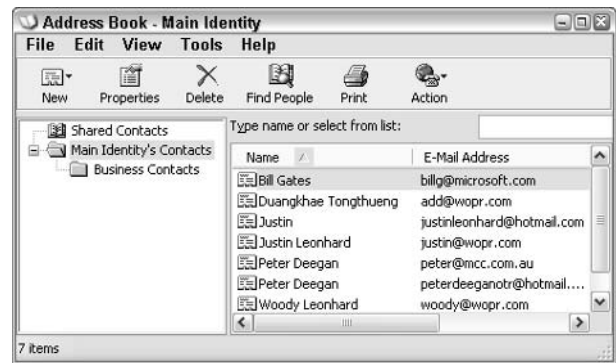 Address Book - Main Identity
File Edit View Tools Help
New Properties Delete Find People Print Action
Shared Contacts
Main Identity's Contacts
Business Contacts
Type name or select from list:
Name E-Mail Address
Bill Gates billg@microsoft.com
Duangkhae Tongthueng add@wopr.com
Justin justinleonhard@hotmail.com
Justin Leonhard justin@wopr.com
Peter Deegan peter@mcc.com.au
Peter Deegan peterdeeganotr@hotmail....
Woody Leonhard woody@wopr.com
7 items